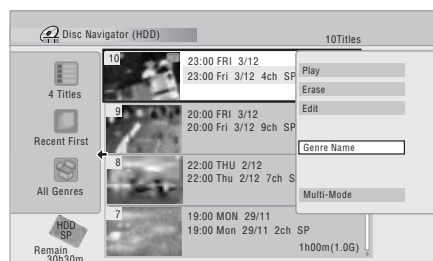 Disc Navigator (HDD)
10Titles
4 Titles
Recent First
All Genres
HDD
SP
Remain
30h30m
10
23:00 FRI 3/12
23:00 Fri 3/12 4ch SP
9
20:00 FRI 3/12
20:00 Fri 3/12 9ch SP
8
22:00 THU 2/12
22:00 Thu 2/12 7ch S
7
19:00 MON 29/11
19:00 Mon 29/11 2ch SP
1h00m(1.0G)
Play
Erase
Edit
Genre Name
Multi-Mode